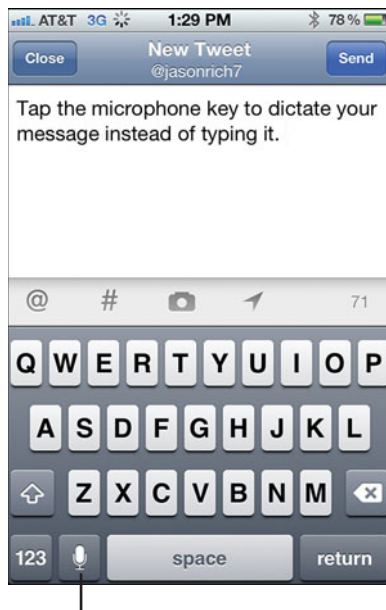 AT&T 3G 1:29 PM 78%
Close New Tweet Send
@jasonrich7
Tap the microphone key to dictate your
message instead of typing it.
@ # 71
Q W E R T Y U I O P
A S D F G H J K L
Z X C V B N M
123 space return